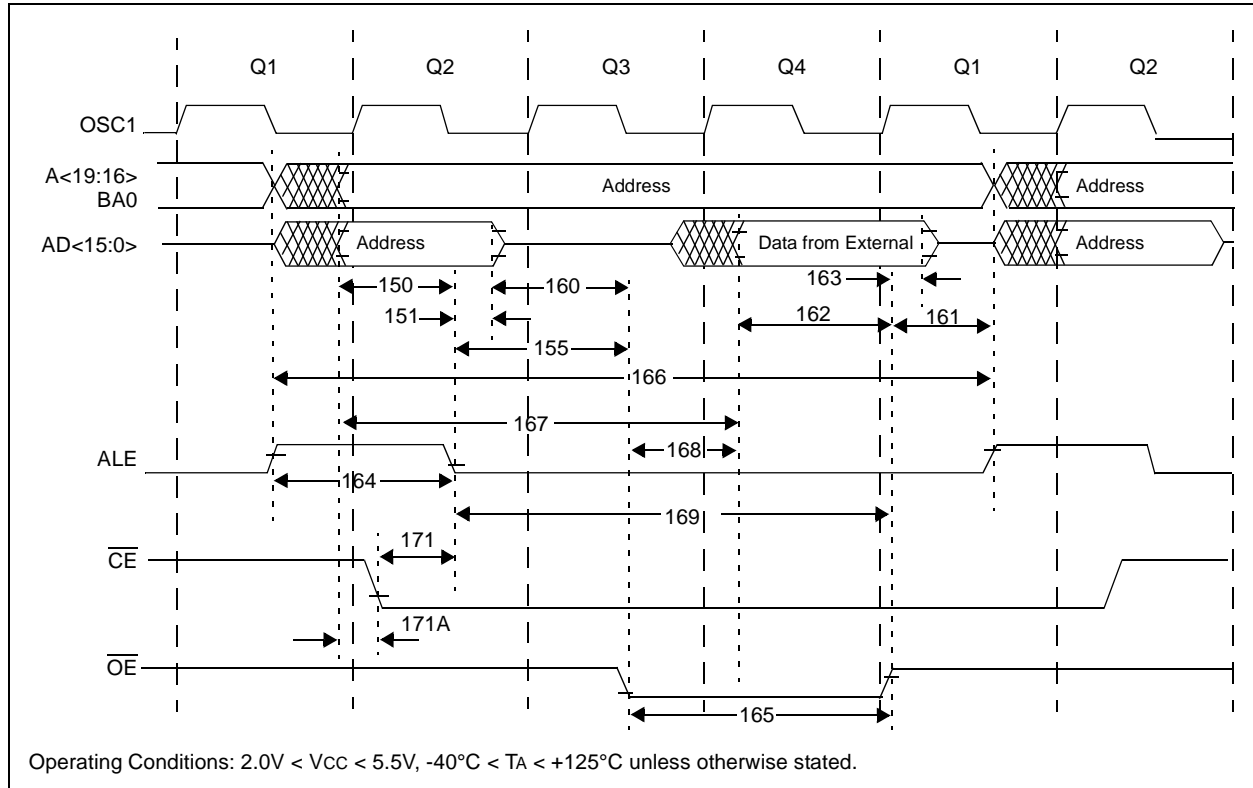 Q1 Q2 Q3 Q4 Q1 Q2
OSC1
A<19:16>
BA0
Address
Address
AD<15:0>
Address
Data from External
Address
163
150
160
151
162
161
155
166
167
168
ALE
164
169
171
CE
171A
OE
165
Operating Conditions: 2.0V < VCC < 5.5V, -40°C < TA < +125°C unless otherwise stated.